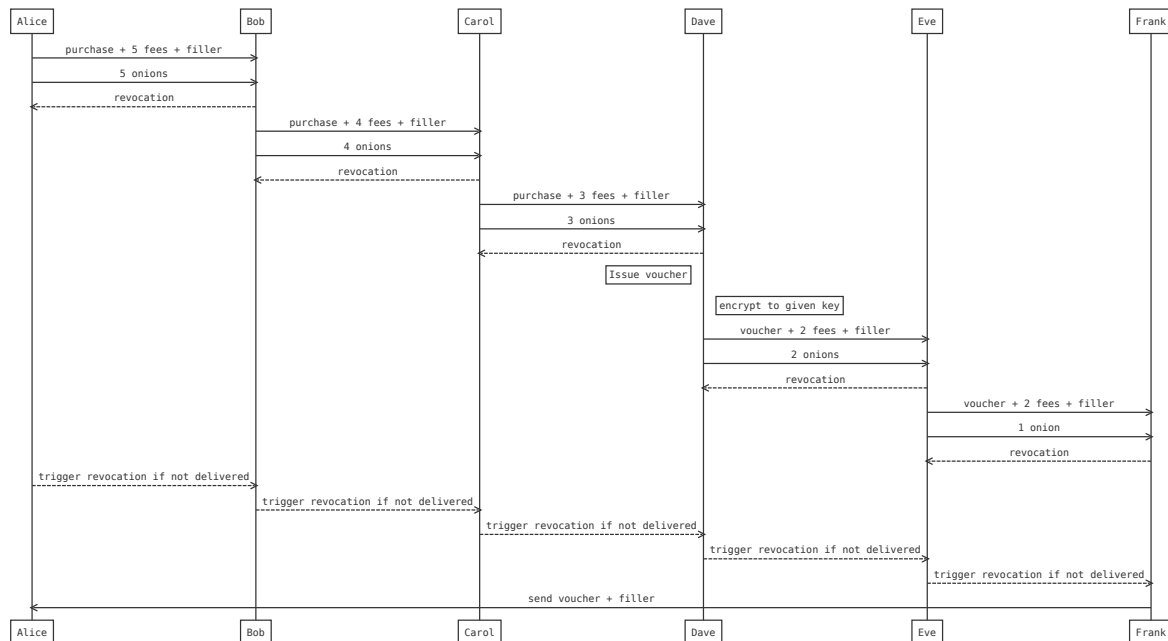 Alice Bob Carol Dave Eve Frank
purchase + 5 fees + filler
5 onions
revocation
purchase + 4 fees + filler
4 onions
revocation
purchase + 3 fees + filler
3 onions
revocation
Issue voucher
encrypt to given key
voucher + 2 fees + filler
2 onions
revocation
voucher + 2 fees + filler
1 onion
revocation
trigger revocation if not delivered
trigger revocation if not delivered
trigger revocation if not delivered
trigger revocation if not delivered
trigger revocation if not delivered
send voucher + filler
Alice Bob Carol Dave Eve Frank